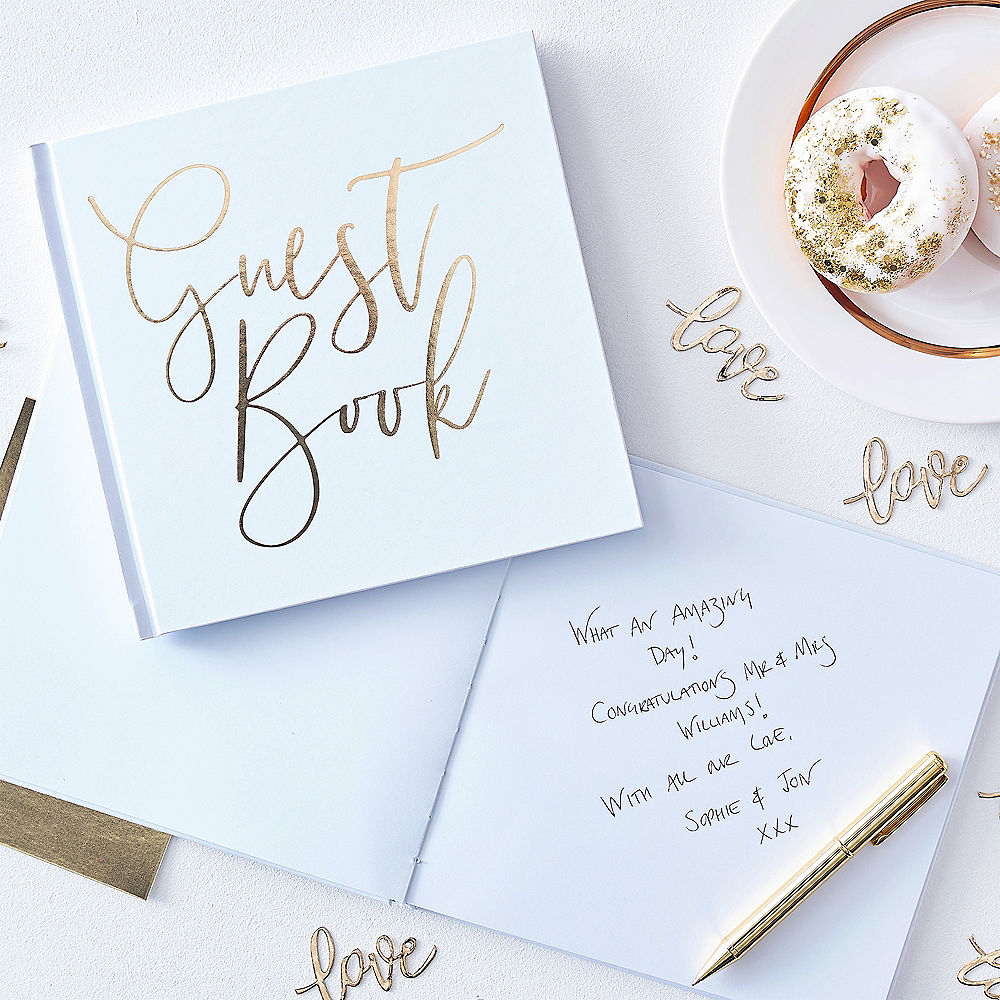 Guest
Book
love
love
What an Amazing
Day!
Congratulations Mr & Mrs
Williams!
With all our Love,
Sophie & Jon
xxx
love